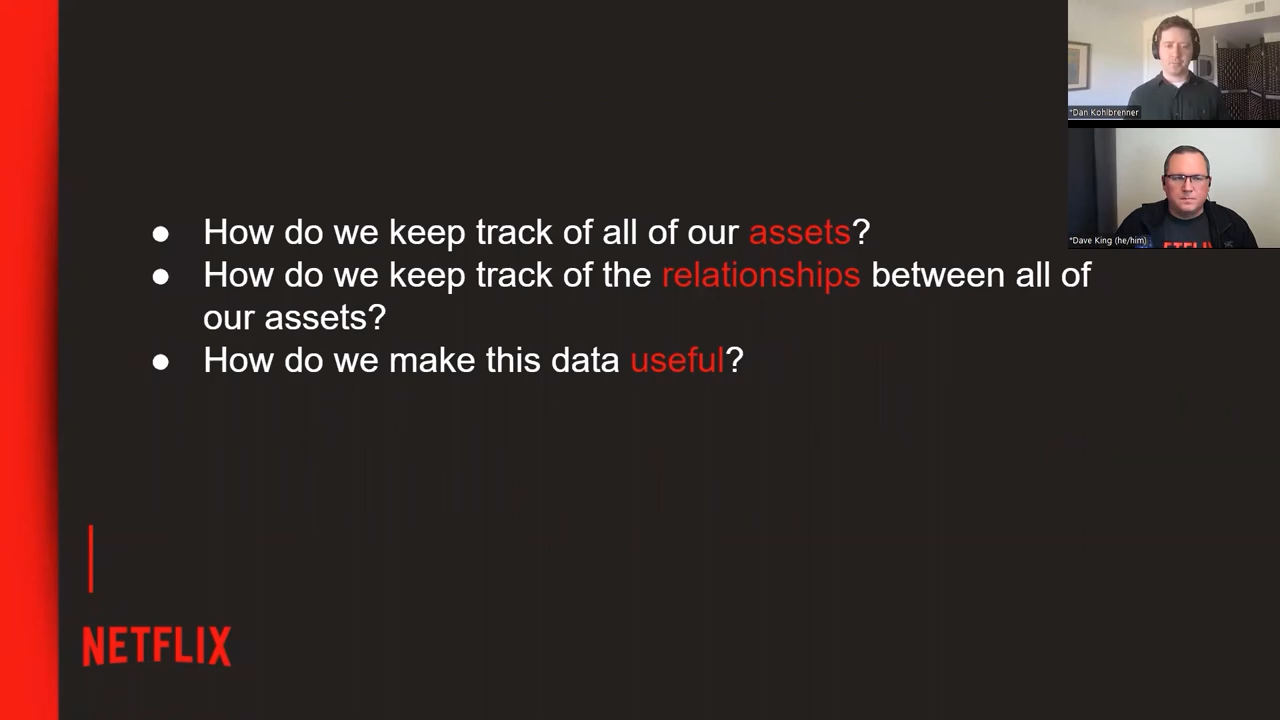 ● How do we keep track of all of our assets?
● How do we keep track of the relationships between all of
our assets?
● How do we make this data useful?
NETFLIX
*Dan Kohlbrenner
*Dave King (he/him)